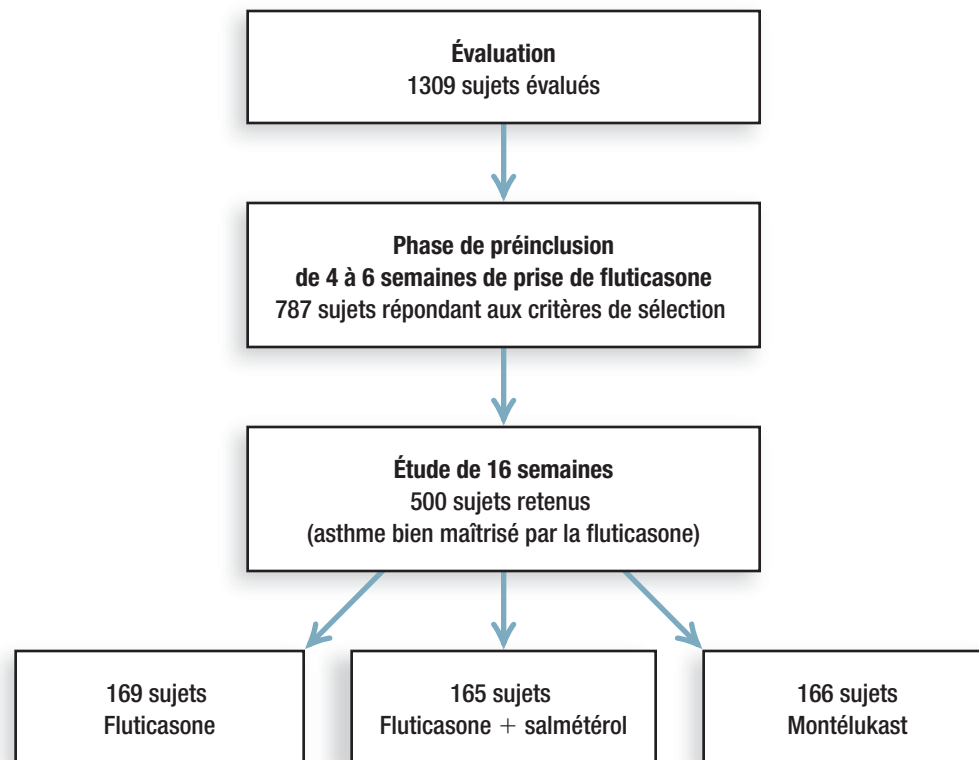 Évaluation
1309 sujets évalués
Phase de préinclusion
de 4 à 6 semaines de prise de fluticasone
787 sujets répondant aux critères de sélection
Étude de 16 semaines
500 sujets retenus
(asthme bien maîtrisé par la fluticasone)
169 sujets
Fluticasone
165 sujets
Fluticasone + salmétérol
166 sujets
Montélukast